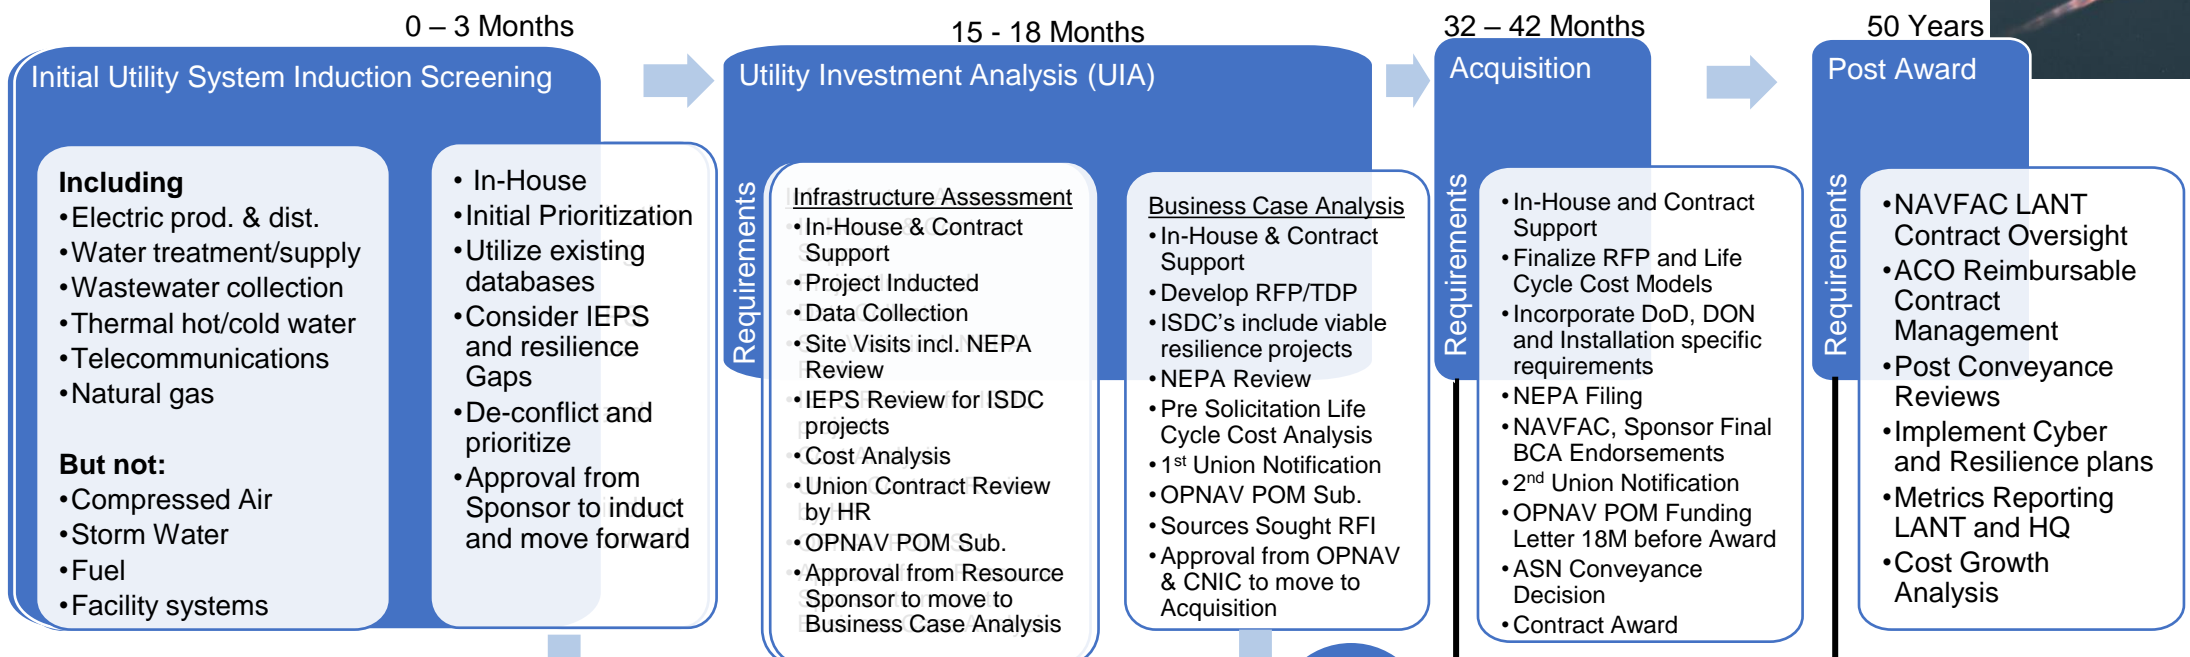 0 – 3 Months
Initial Utility System Induction Screening
Including
•Electric prod. & dist.
•Water treatment/supply
•Wastewater collection
•Thermal hot/cold water
•Telecommunications
•Natural gas
But not:
•Compressed Air
•Storm Water
•Fuel
•Facility systems
• In-House
•Initial Prioritization
•Utilize existing
databases
•Consider IEPS
and resilience
Gaps
•De-conflict and
prioritize
•Approval from
Sponsor to induct
and move forward
15 - 18 Months
Utility Investment Analysis (UIA)
Requirements
Infrastructure Assessment
•In-House & Contract
Support
•Project Inducted
•Data Collection
•Site Visits incl. NEPA
Review
•IEPS Review for ISDC
projects
•Cost Analysis
•Union Contract Review
by HR
•OPNAV POM Sub.
•Approval from Resource
Sponsor to move to
Business Case Analysis
Business Case Analysis
•In-House & Contract
Support
•Develop RFP/TDP
•ISDC's include viable
resilience projects
•NEPA Review
•Pre Solicitation Life
Cycle Cost Analysis
•1st Union Notification
•OPNAV POM Sub.
•Sources Sought RFI
•Approval from OPNAV
& CNIC to move to
Acquisition
32 – 42 Months
Acquisition
Requirements
•In-House and Contract
Support
•Finalize RFP and Life
Cycle Cost Models
•Incorporate DoD, DON
and Installation specific
requirements
•NEPA Filing
•NAVFAC, Sponsor Final
BCA Endorsements
•2nd Union Notification
•OPNAV POM Funding
Letter 18M before Award
•ASN Conveyance
Decision
•Contract Award
50 Years
Post Award
Requirements
•NAVFAC LANT
Contract Oversight
•ACO Reimbursable
Contract
Management
•Post Conveyance
Reviews
•Implement Cyber
and Resilience plans
•Metrics Reporting
LANT and HQ
•Cost Growth
Analysis